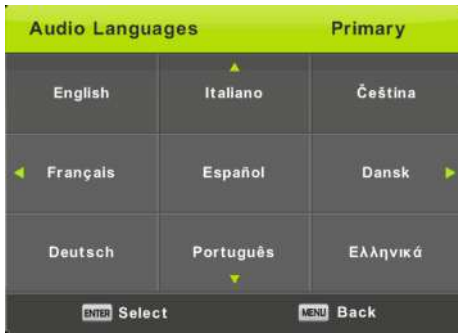 Audio Languages Primary
English Italiano Čeština
Français Español Dansk
Deutsch Português Ελληνικά
ENTER Select MENU Back